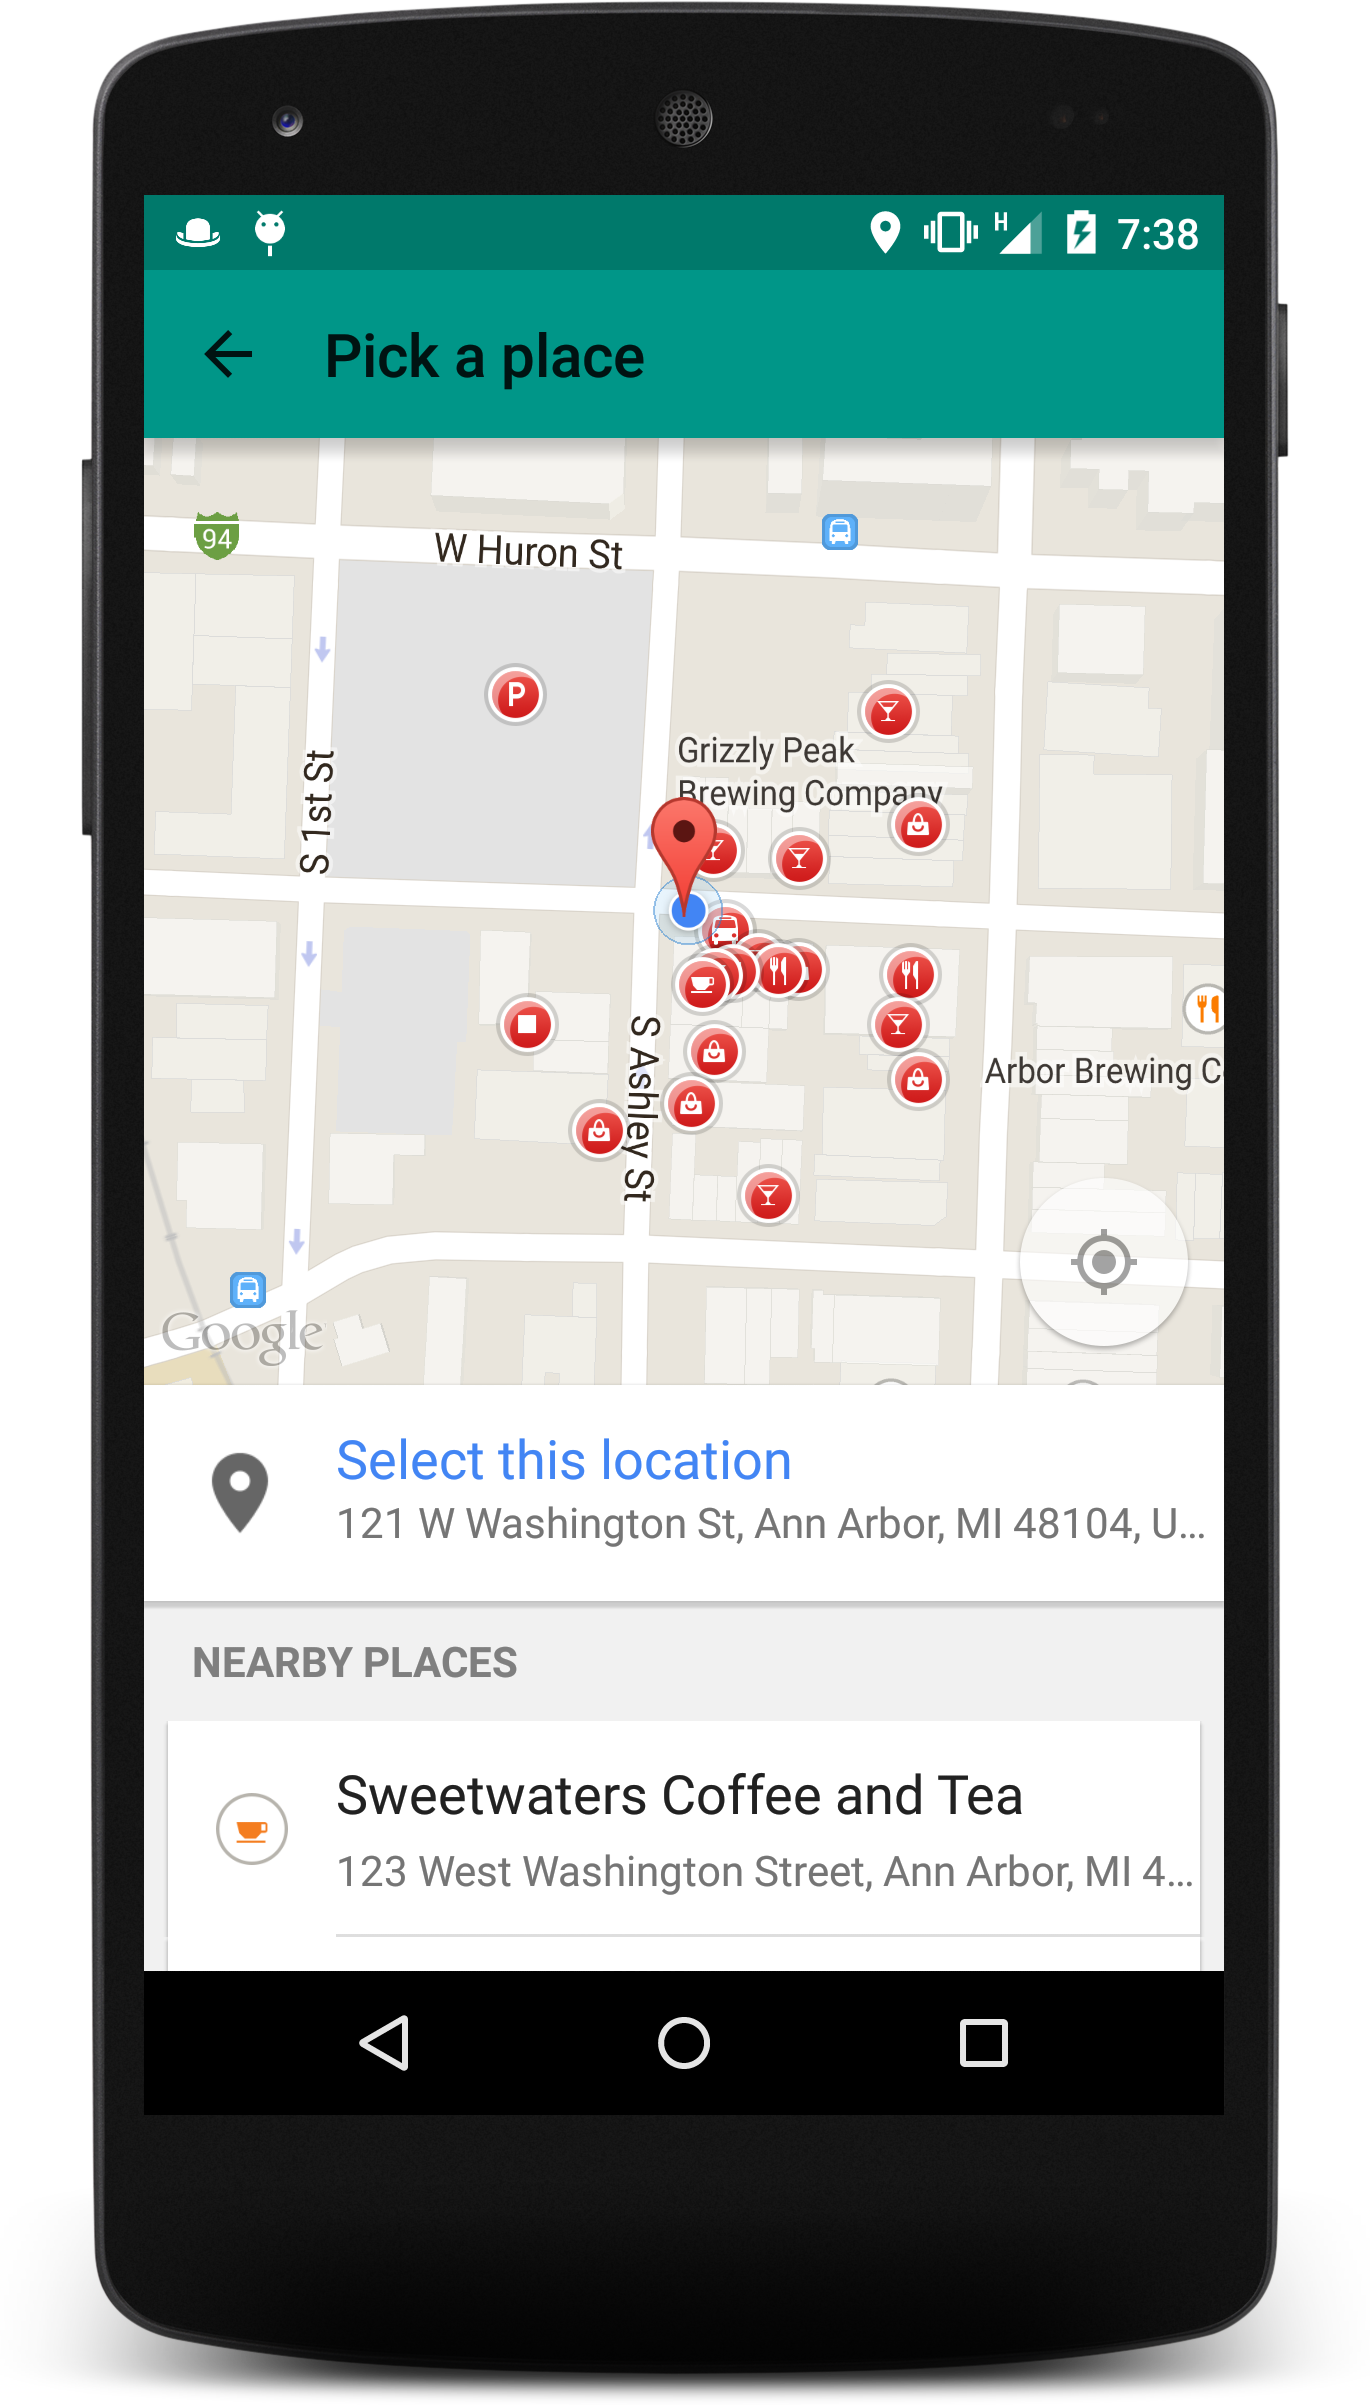 H
7:38
Pick a place
94
W Huron St
P
S 1st St
Grizzly Peak
Brewing Company
S Ashley St
Arbor Brewing C
Google
Select this location
121 W Washington St, Ann Arbor, MI 48104, U...
NEARBY PLACES
Sweetwaters Coffee and Tea
123 West Washington Street, Ann Arbor, MI 4...